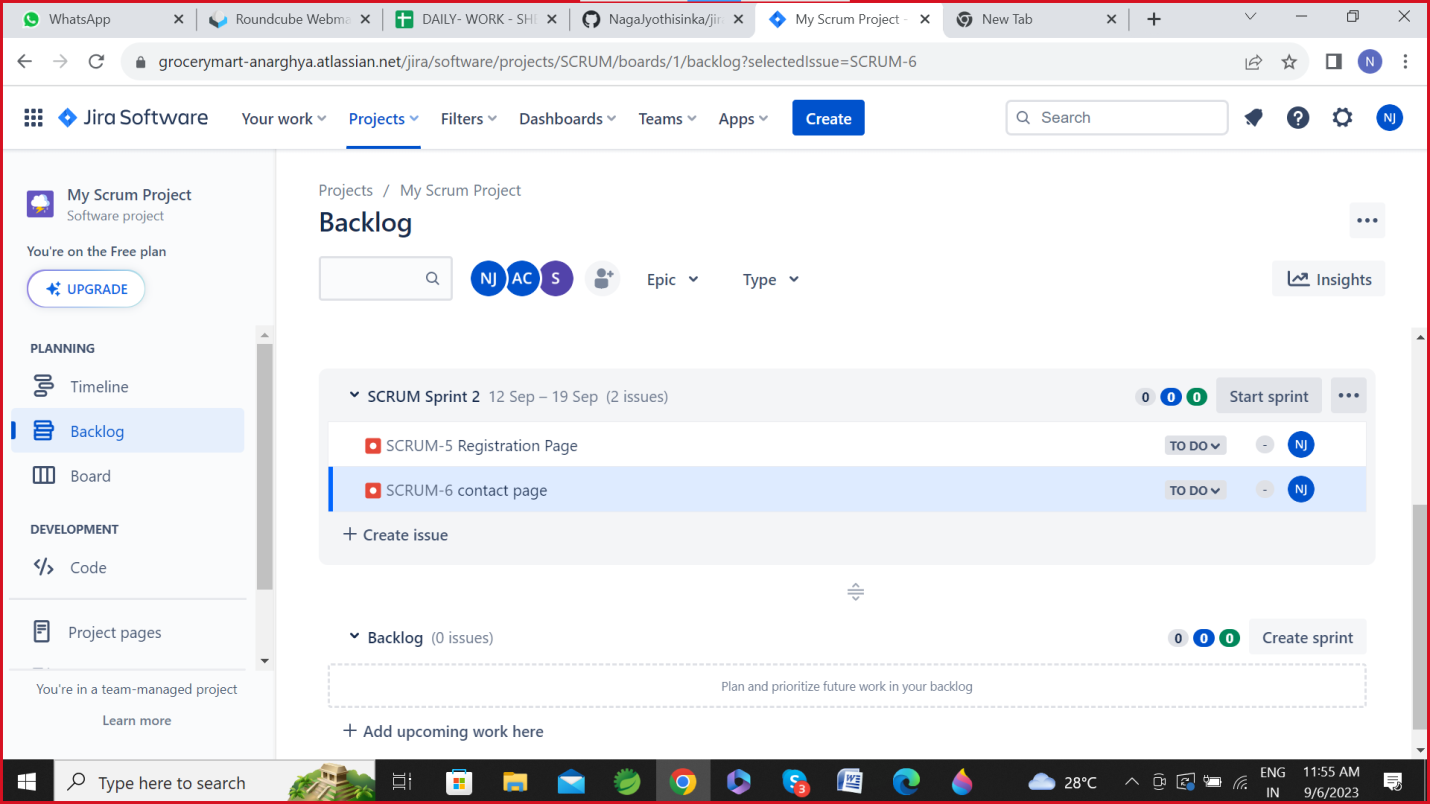 WhatsApp
Roundcube Webma
DAILY- WORK - SHE
NagaJyothisinka/jira
My Scrum Project -
New Tab
grocerymart-anarghya.atlassian.net/jira/software/projects/SCRUM/boards/1/backlog?selectedIssue=SCRUM-6
N
Jira Software
Your work
Projects
Filters
Dashboards
Teams
Apps
Create
Search
NJ
My Scrum Project
Software project
You're on the Free plan
UPGRADE
PLANNING
Timeline
Backlog
Board
DEVELOPMENT
Code
Project pages
You're in a team-managed project
Learn more
Projects / My Scrum Project
Backlog
NJ AC S
Epic
Type
Insights
SCRUM Sprint 2 12 Sep – 19 Sep (2 issues)
0 0 0
Start sprint
SCRUM-5 Registration Page
TO DO - NJ
SCRUM-6 contact page
TO DO - NJ
+ Create issue
Backlog (0 issues)
0 0 0
Create sprint
Plan and prioritize future work in your backlog
+ Add upcoming work here
Type here to search
3
28°C
ENG
IN
11:55 AM
9/6/2023